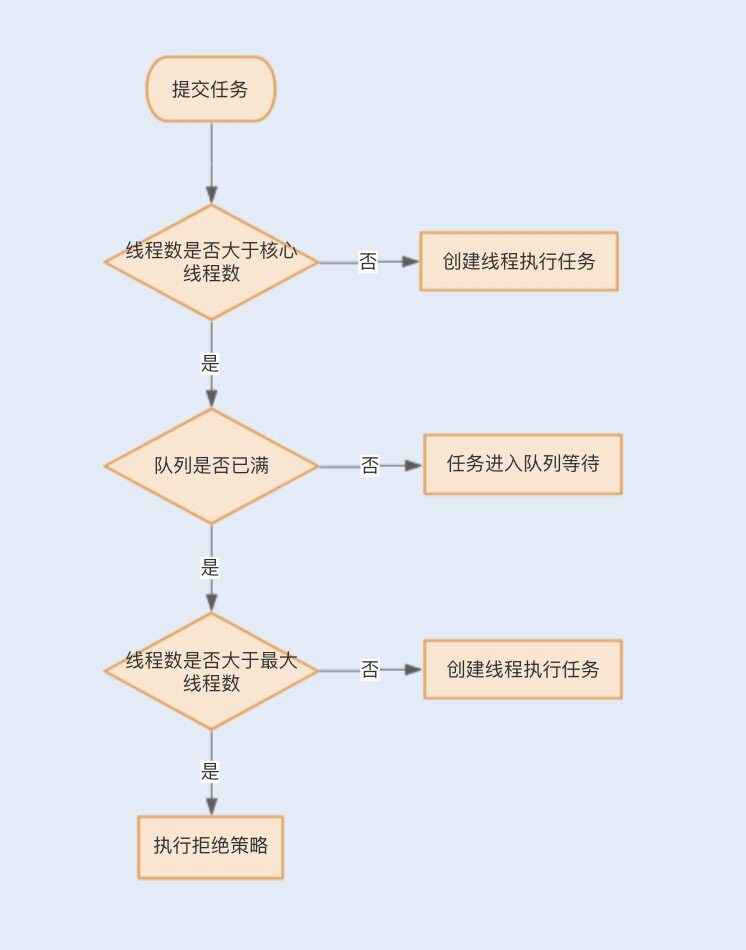 提交任务
线程数是否大于核心
线程数
否
创建线程执行任务
是
队列是否已满
否
任务进入队列等待
是
线程数是否大于最大
线程数
否
创建线程执行任务
是
执行拒绝策略